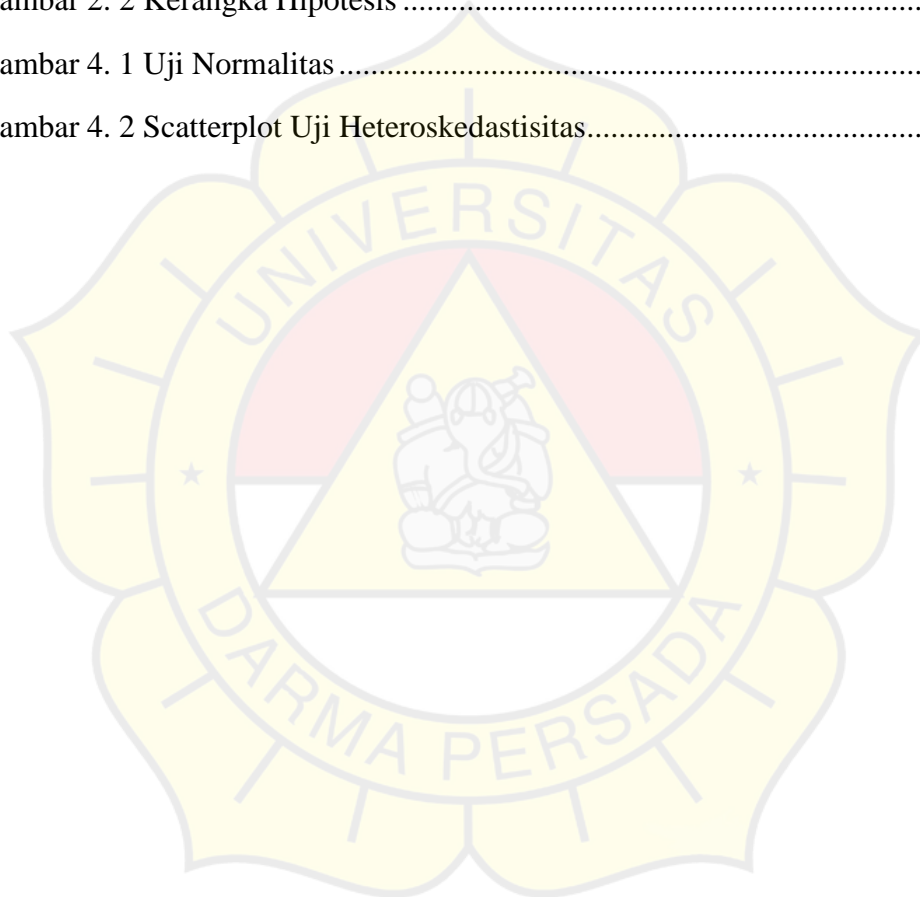 ambar 2. 2 Kerangka Hipotesis ................................................................
ambar 4. 1 Uji Normalitas ........................................................................
ambar 4. 2 Scatterplot Uji Heteroskedastisitas..........................................
UNIVERSITAS
DARMA PERSADA